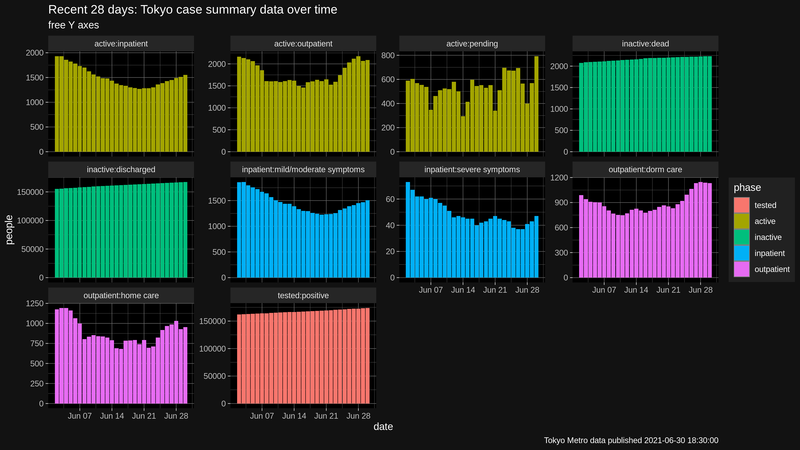 Recent 28 days: Tokyo case summary data over time
free Y axes
active:inpatient
active:outpatient
active:pending
inactive:dead
2000
1500
1000
500
0
2000
1500
1000
500
0
800
600
400
200
0
2000
1500
1000
500
0
inactive:discharged
inpatient:mild/moderate symptoms
inpatient:severe symptoms
outpatient:dorm care
150000
100000
50000
0
1500
1000
500
0
60
40
20
0
1200
900
600
300
0
Jun 07 Jun 14 Jun 21 Jun 28
Jun 07 Jun 14 Jun 21 Jun 28
outpatient:home care
tested:positive
1250
1000
750
500
250
0
150000
100000
50000
0
Jun 07 Jun 14 Jun 21 Jun 28
Jun 07 Jun 14 Jun 21 Jun 28
people
date
phase
tested
active
inactive
inpatient
outpatient
Tokyo Metro data published 2021-06-30 18:30:00